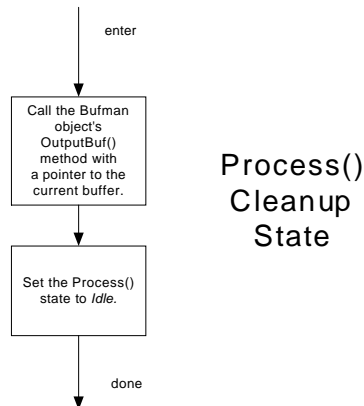 enter
Call the Bufman
object's
OutputBuf()
method with
a pointer to the
current buffer.
Process()
Cleanup
State
Set the Process()
state to Idle.
done